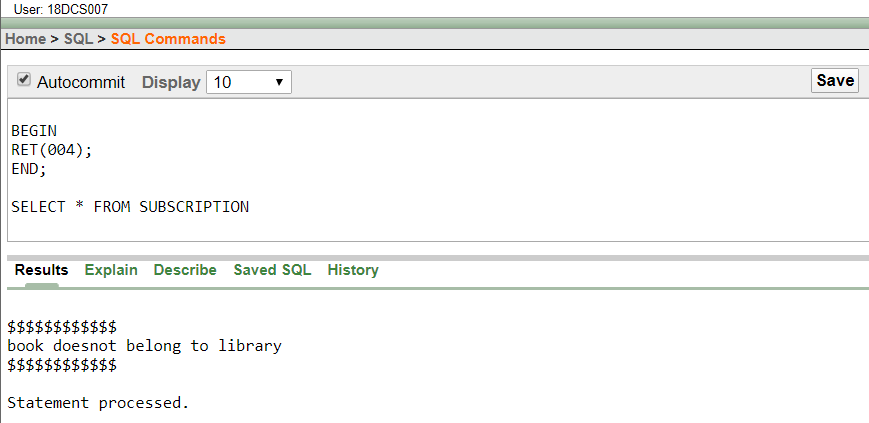 User: 18DCS007
Home > SQL > SQL Commands
Autocommit Display 10 Save
BEGIN
RET(004);
END;
SELECT * FROM SUBSCRIPTION
Results Explain Describe Saved SQL History
$$$$$$$$$$$$
book doesnot belong to library
$$$$$$$$$$$$
Statement processed.